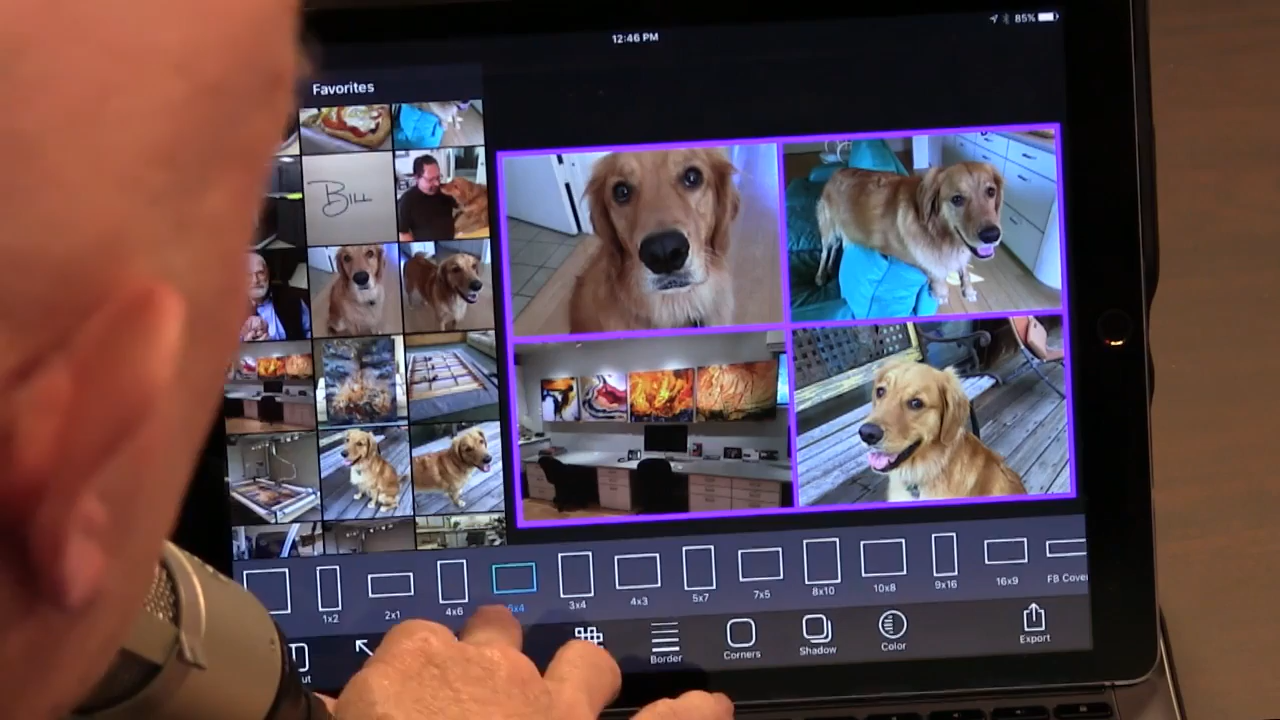 12:46 PM
85%
Favorites
BILL
1x2
2x1
4x6
6x4
3x4
4x3
5x7
7x5
8x10
10x8
9x16
16x9
FB Cover
Border
Corners
Shadow
Color
Export